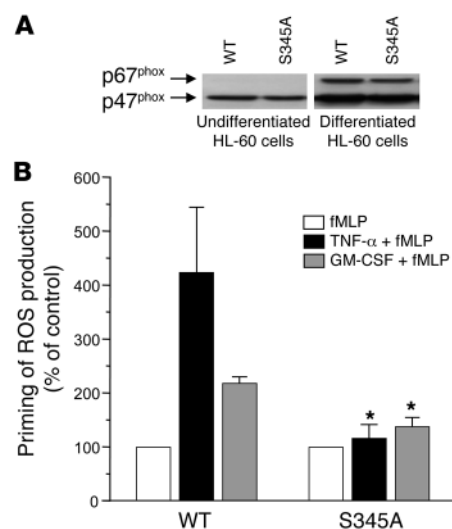 A
WT
S345A
WT
S345A
p67phox
p47phox
Undifferentiated
HL-60 cells
Differentiated
HL-60 cells
B
Priming of ROS production
(% of control)
600
500
400
300
200
100
0
fMLP
TNF-α + fMLP
GM-CSF + fMLP
*
*
WT
S345A